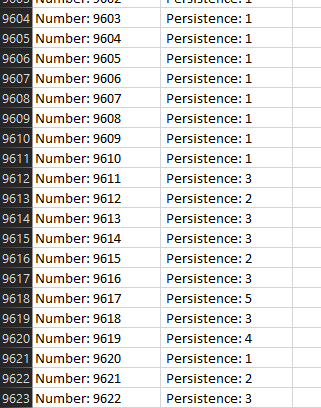 9603 Number: 9602 Persistence: 1
9604 Number: 9603 Persistence: 1
9605 Number: 9604 Persistence: 1
9606 Number: 9605 Persistence: 1
9607 Number: 9606 Persistence: 1
9608 Number: 9607 Persistence: 1
9609 Number: 9608 Persistence: 1
9610 Number: 9609 Persistence: 1
9611 Number: 9610 Persistence: 1
9612 Number: 9611 Persistence: 3
9613 Number: 9612 Persistence: 2
9614 Number: 9613 Persistence: 3
9615 Number: 9614 Persistence: 3
9616 Number: 9615 Persistence: 2
9617 Number: 9616 Persistence: 3
9618 Number: 9617 Persistence: 5
9619 Number: 9618 Persistence: 3
9620 Number: 9619 Persistence: 4
9621 Number: 9620 Persistence: 1
9622 Number: 9621 Persistence: 2
9623 Number: 9622 Persistence: 3